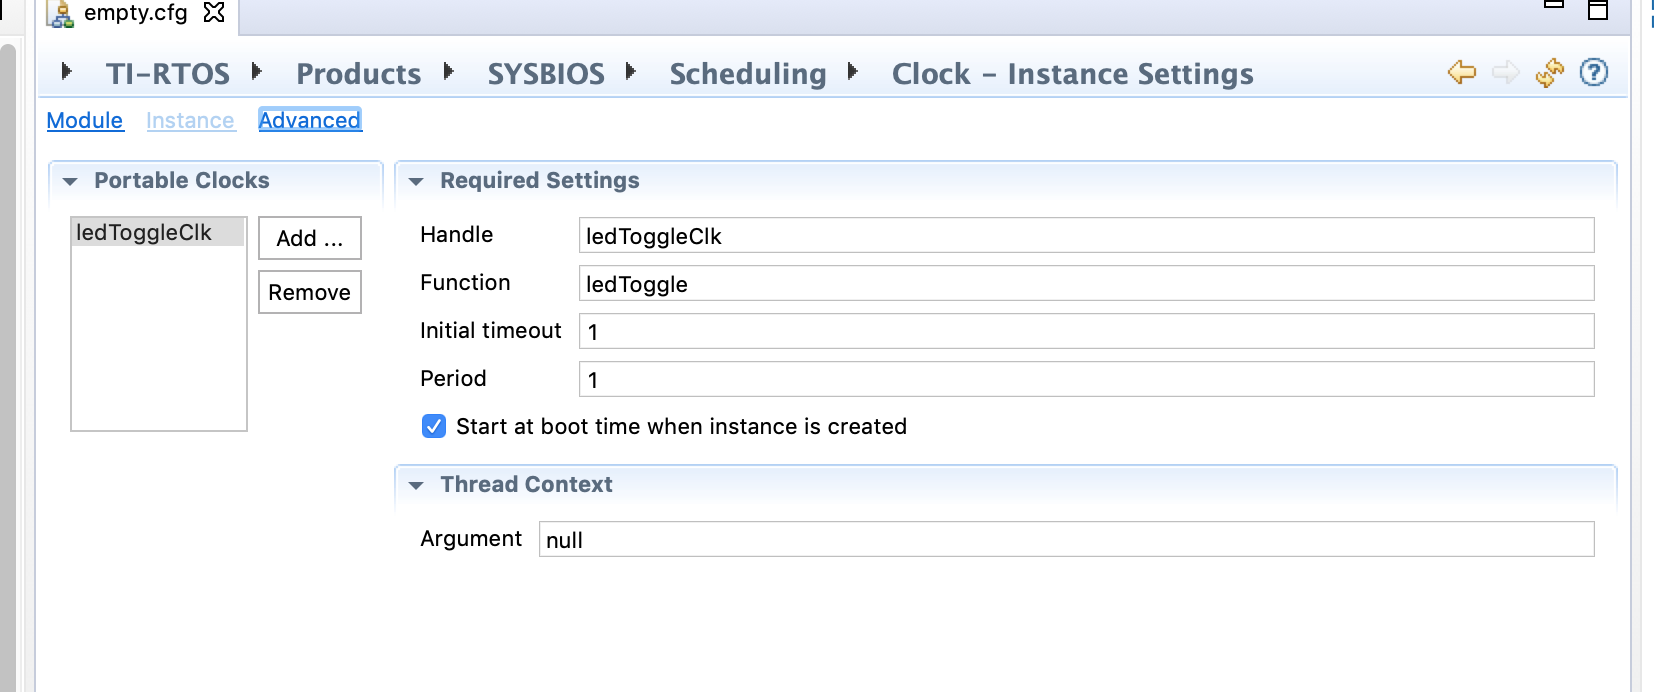 empty.cfg
TI-RTOS Products SYSBIOS Scheduling Clock - Instance Settings
Module Instance Advanced
Portable Clocks
ledToggleClk
Add ...
Remove
Required Settings
Handle ledToggleClk
Function ledToggle
Initial timeout 1
Period 1
Start at boot time when instance is created
Thread Context
Argument null